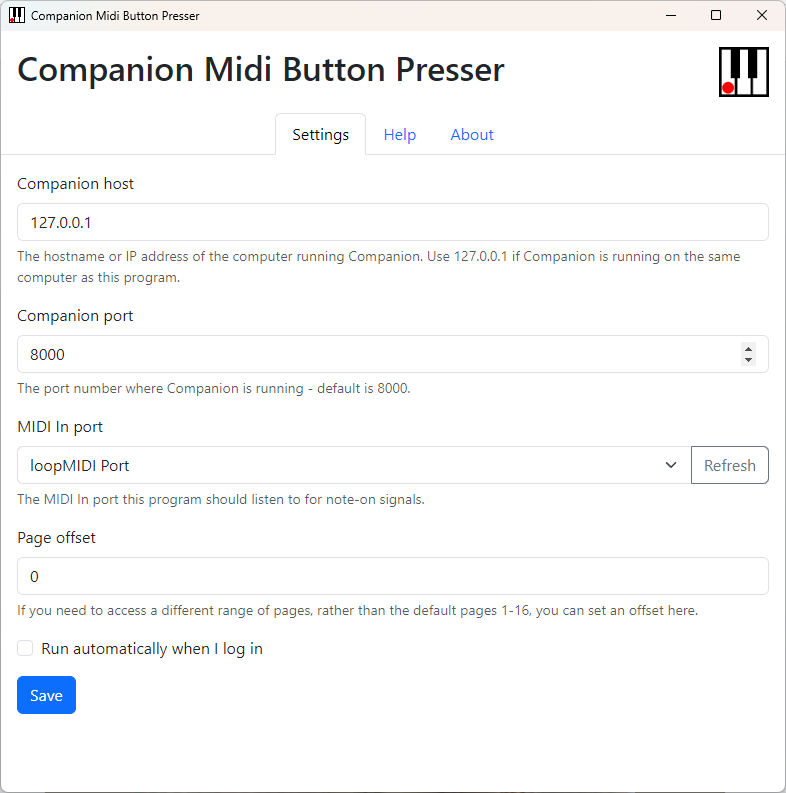 Companion Midi Button Presser
Companion Midi Button Presser
Settings
Help
About
Companion host
127.0.0.1
The hostname or IP address of the computer running Companion. Use 127.0.0.1 if Companion is running on the same
computer as this program.
Companion port
8000
The port number where Companion is running - default is 8000.
MIDI In port
loopMIDI Port
Refresh
The MIDI In port this program should listen to for note-on signals.
Page offset
0
If you need to access a different range of pages, rather than the default pages 1-16, you can set an offset here.
Run automatically when I log in
Save